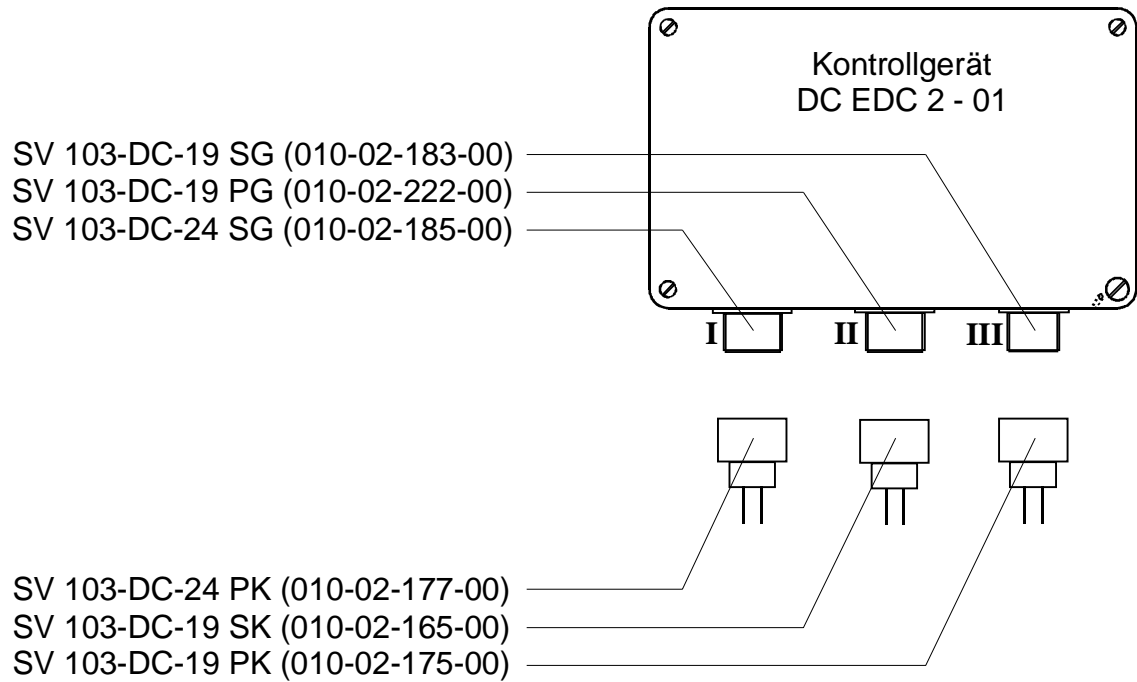 Kontrollgerät
DC EDC 2 - 01
SV 103-DC-19 SG (010-02-183-00)
SV 103-DC-19 PG (010-02-222-00)
SV 103-DC-24 SG (010-02-185-00)
I
II
III
SV 103-DC-24 PK (010-02-177-00)
SV 103-DC-19 SK (010-02-165-00)
SV 103-DC-19 PK (010-02-175-00)